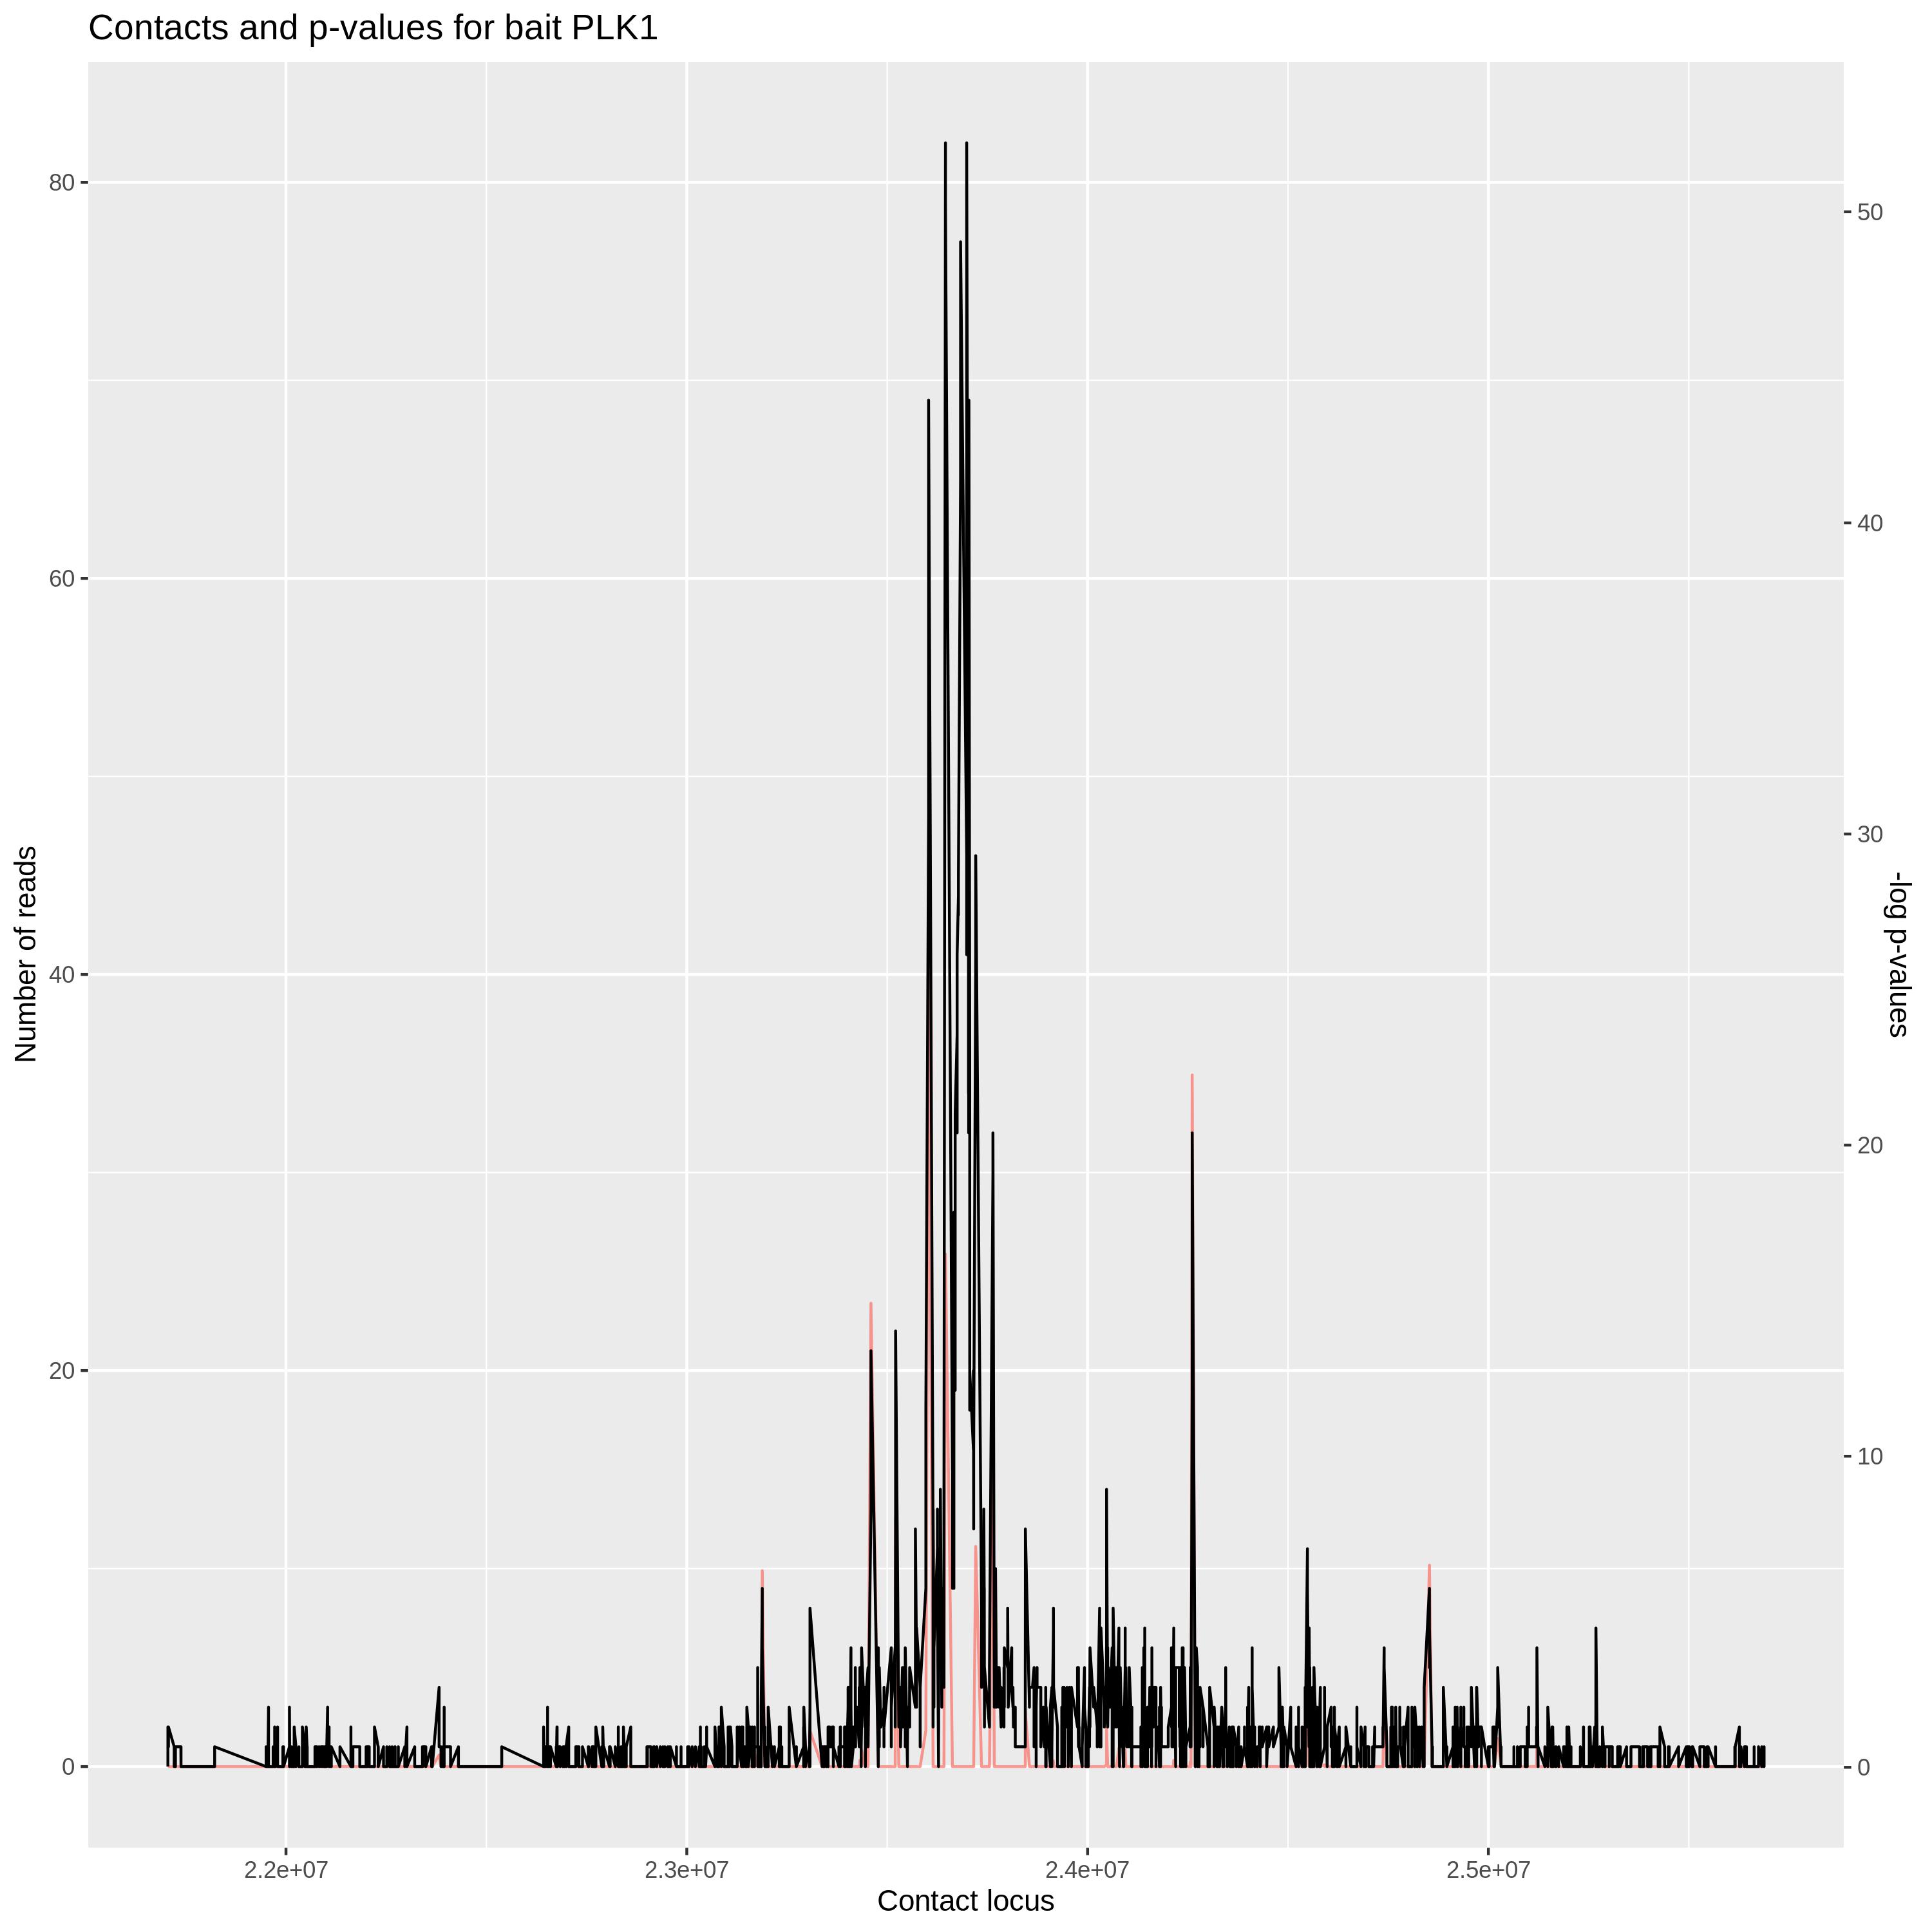 Contacts and p-values for bait PLK1
80
60
40
20
0
50
40
30
20
10
0
Number of reads
-log p-values
2.2e+07 2.3e+07 2.4e+07 2.5e+07
Contact locus